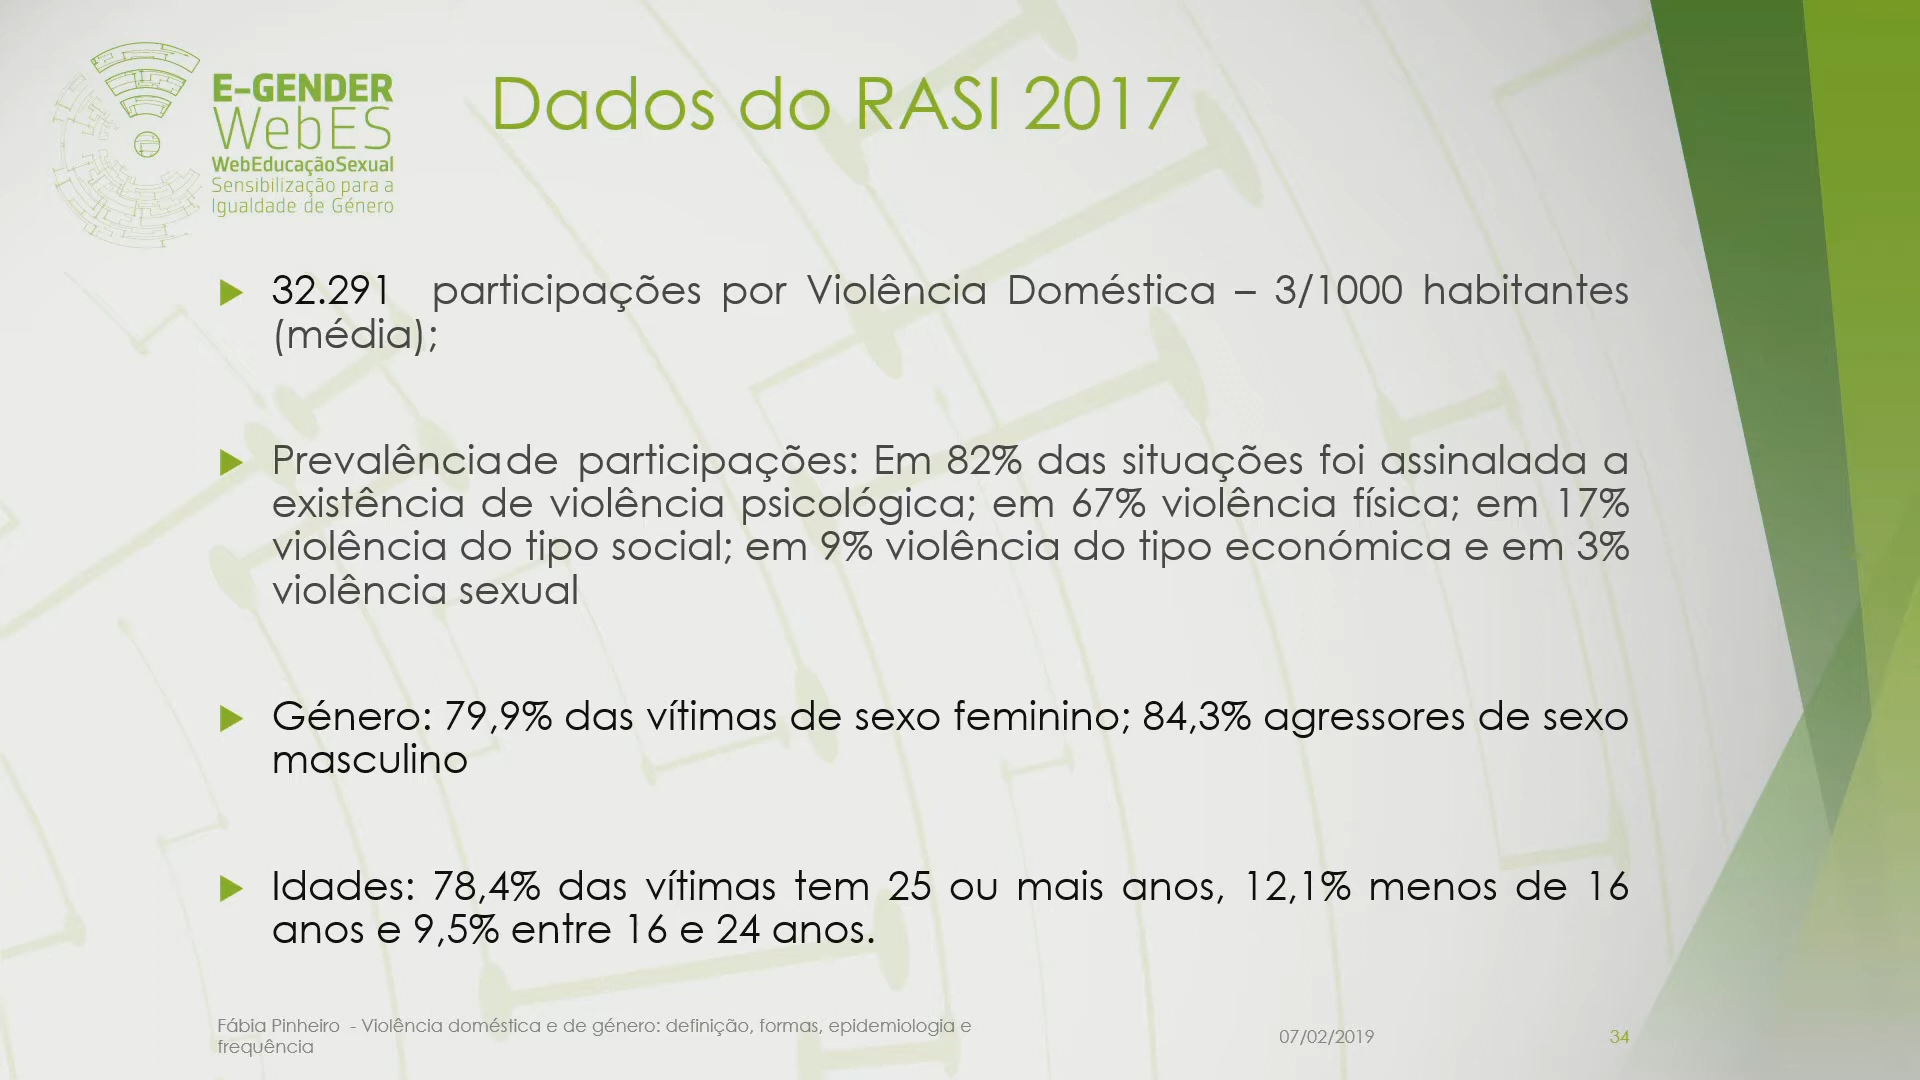 E-GENDER
WebES
WebEducaçãoSexual
Sensibilização para a
Igualdade de Género
Dados do RASI 2017
32.291 participações por Violência Doméstica – 3/1000 habitantes
(média);
Prevalência de participações: Em 82% das situações foi assinalada a
existência de violência psicológica; em 67% violência física; em 17%
violência do tipo social; em 9% violência do tipo económica e em 3%
violência sexual
Género: 79,9% das vítimas de sexo feminino; 84,3% agressores de sexo
masculino
Idades: 78,4% das vítimas tem 25 ou mais anos, 12,1% menos de 16
anos e 9,5% entre 16 e 24 anos.
Fábia Pinheiro - Violência doméstica e de género: definição, formas, epidemiologia e
frequência
07/02/2019
34